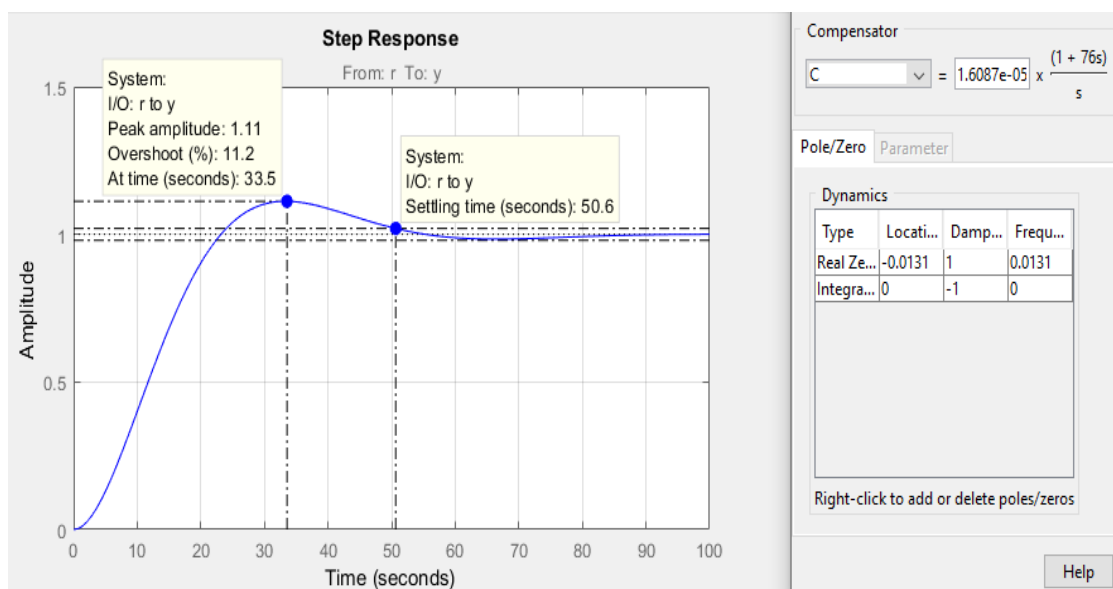 Step Response
From: r To: y
System:
I/O: r to y
Peak amplitude: 1.11
Overshoot (%): 11.2
At time (seconds): 33.5
System:
I/O: r to y
Settling time (seconds): 50.6
1.5
1
0.5
0
Amplitude
0 10 20 30 40 50 60 70 80 90 100
Time (seconds)
Compensator
C = 1.6087e-05 x (1 + 76s)
s
Pole/Zero Parameter
Dynamics
Type Locati... Damp... Frequ...
Real Ze... -0.0131 1 0.0131
Integra... 0 -1 0
Right-click to add or delete poles/zeros
Help